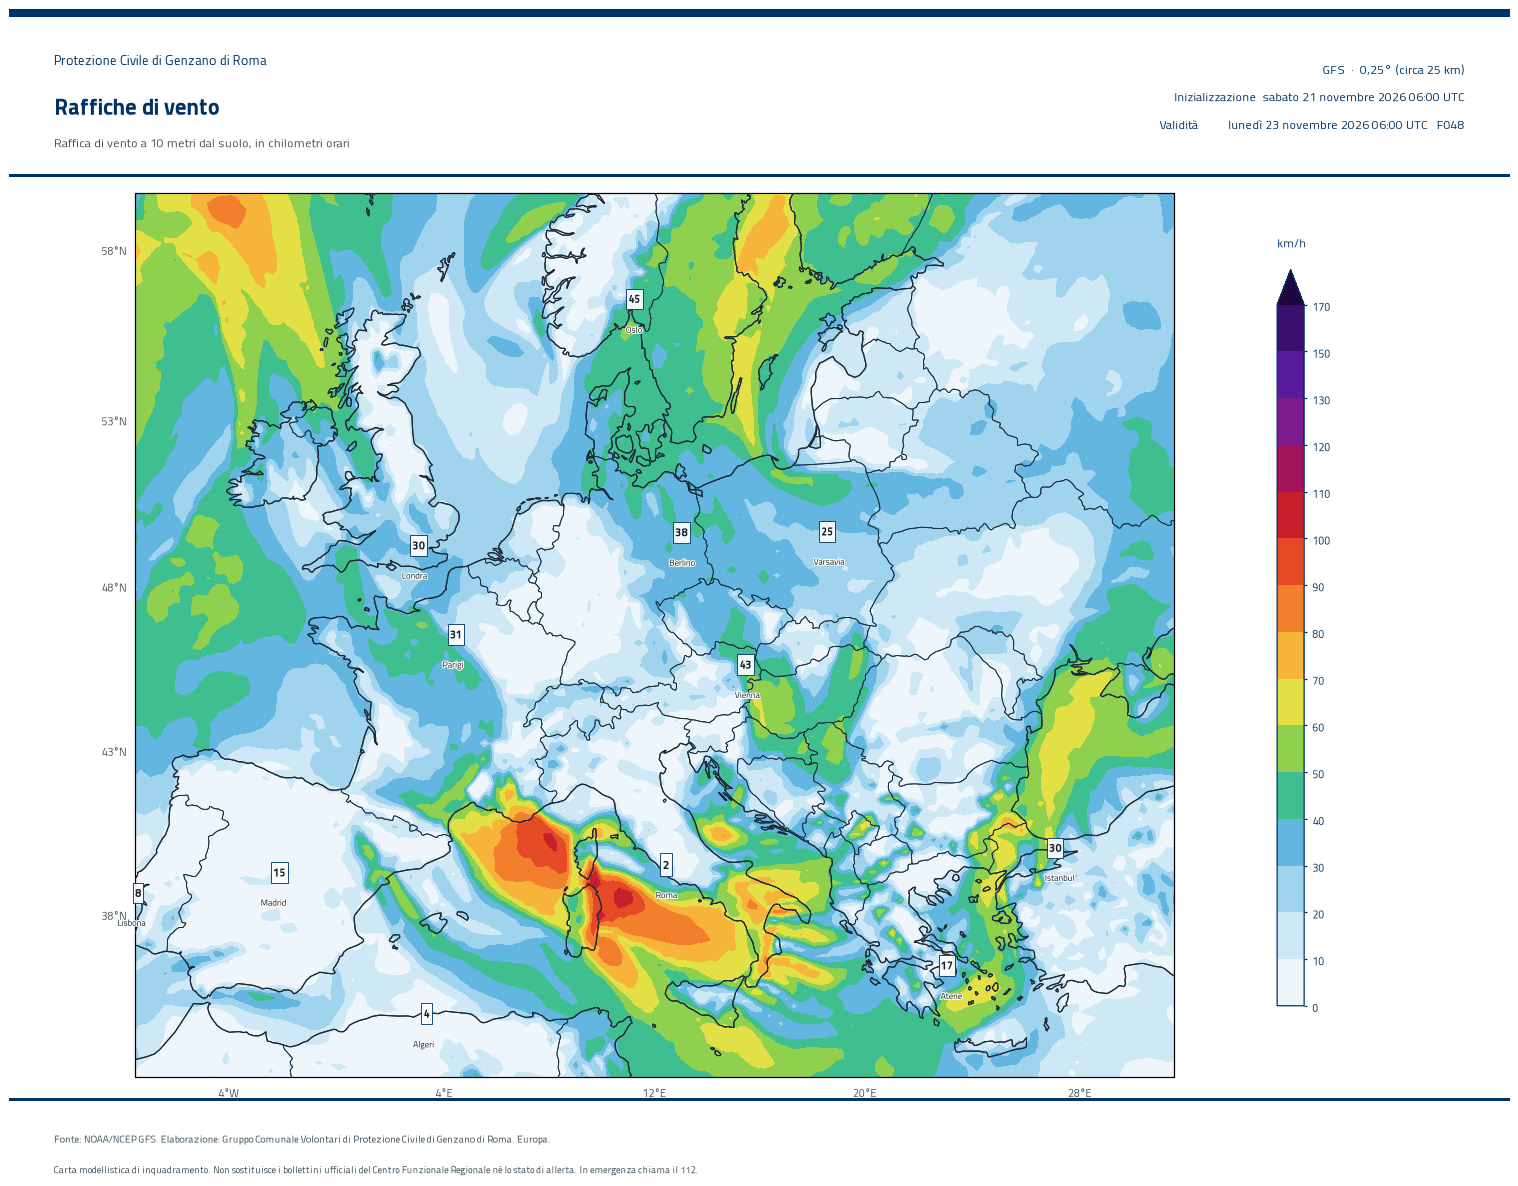 Protezione Civile di Genzano di Roma
Raffiche di vento
Raffica di vento a 10 metri dal suolo, in chilometri orari
GFS · 0,25° (circa 25 km)
Inizializzazione sabato 21 novembre 2026 06:00 UTC
Validità lunedì 23 novembre 2026 06:00 UTC F048
58°N
53°N
48°N
43°N
38°N
4°W
4°E
12°E
20°E
28°E
45
Oslo
30
Londra
38
Berlino
25
Varsavia
31
Parigi
43
Vienna
15
Madrid
8
Lisbona
2
Roma
30
Istanbul
17
Atene
4
Algeri
km/h
170
150
130
120
110
100
90
80
70
60
50
40
30
20
10
0
Fonte: NOAA/NCEP GFS. Elaborazione: Gruppo Comunale Volontari di Protezione Civile di Genzano di Roma. Europa.
Carta modellistica di inquadramento. Non sostituisce i bollettini ufficiali del Centro Funzionale Regionale né lo stato di allerta. In emergenza chiama il 112.